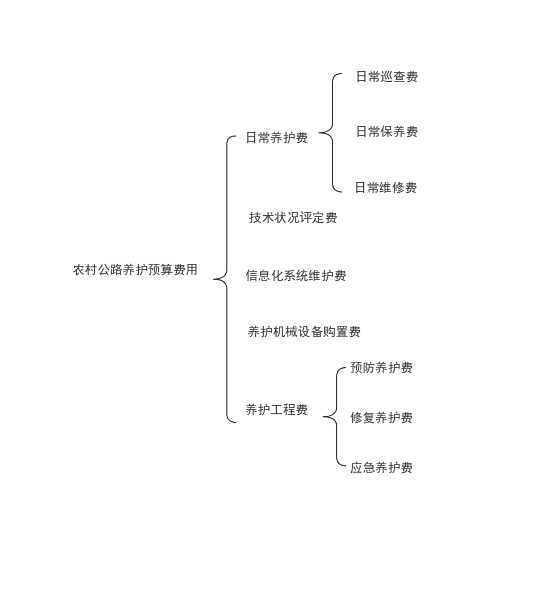 日常巡查费
日常保养费
日常养护费
日常维修费
技术状况评定费
农村公路养护预算费用
信息化系统维护费
养护机械设备购置费
预防养护费
养护工程费
修复养护费
应急养护费